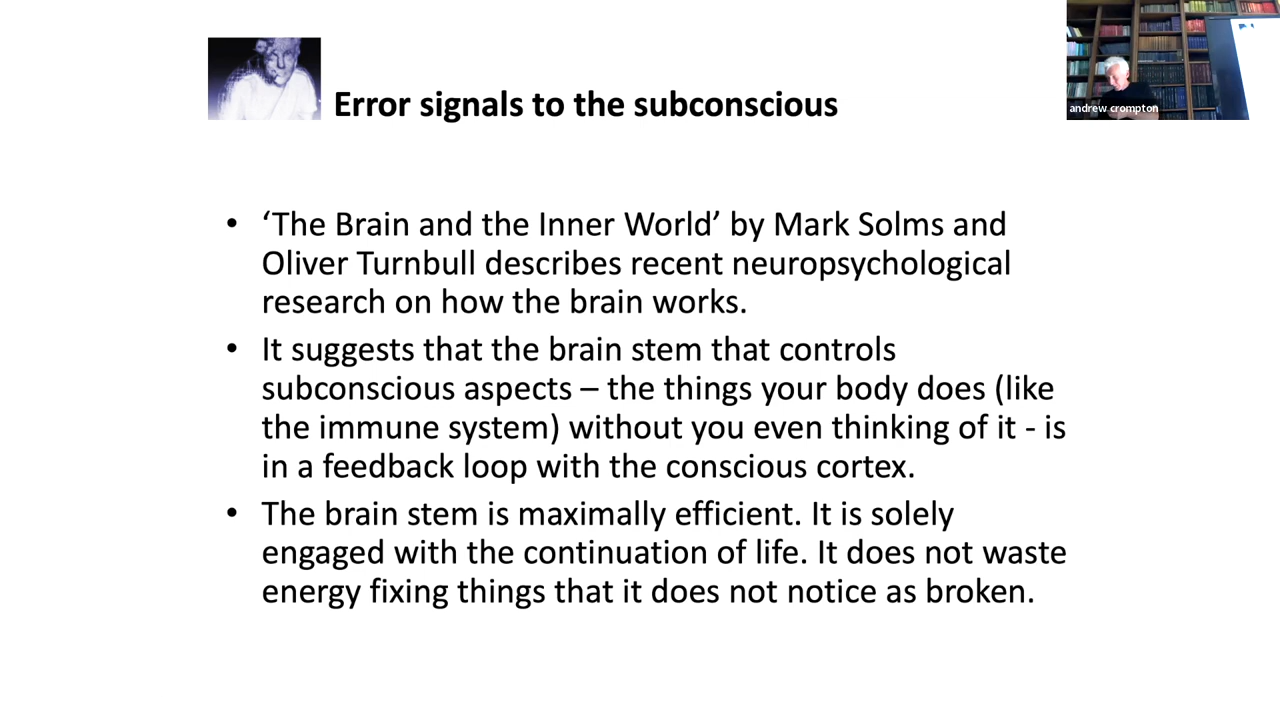 Error signals to the subconscious
andrew crompton
• ‘The Brain and the Inner World’ by Mark Solms and
Oliver Turnbull describes recent neuropsychological
research on how the brain works.
• It suggests that the brain stem that controls
subconscious aspects – the things your body does (like
the immune system) without you even thinking of it - is
in a feedback loop with the conscious cortex.
• The brain stem is maximally efficient. It is solely
engaged with the continuation of life. It does not waste
energy fixing things that it does not notice as broken.